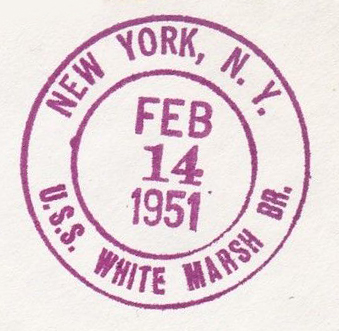 NEW YORK, N. Y.
FEB
14
1951
U.S.S. WHITE MARSH BR.